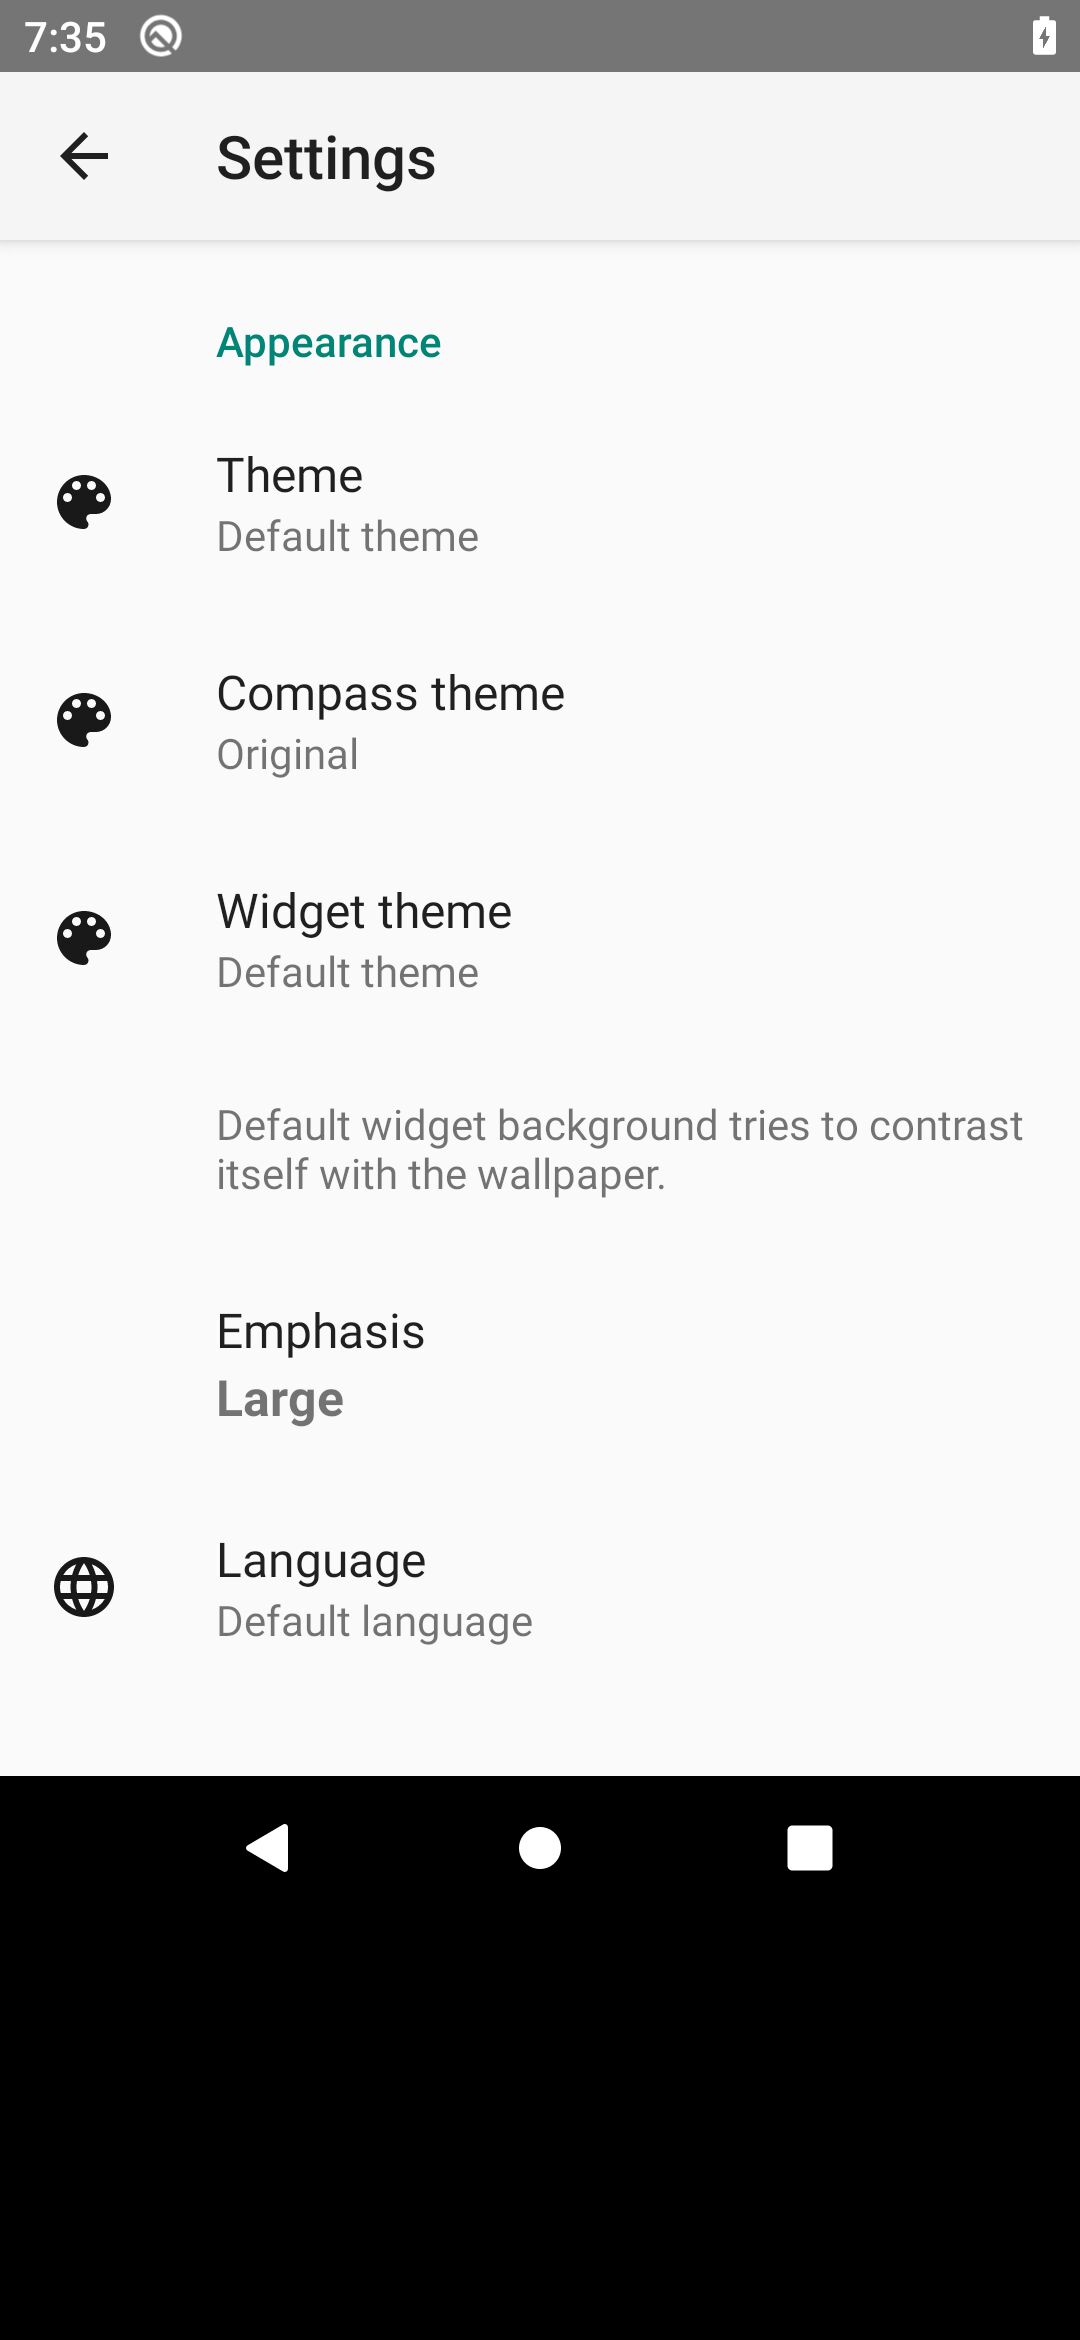 7:35
Settings
Appearance
Theme
Default theme
Compass theme
Original
Widget theme
Default theme
Default widget background tries to contrast
itself with the wallpaper.
Emphasis
Large
Language
Default language